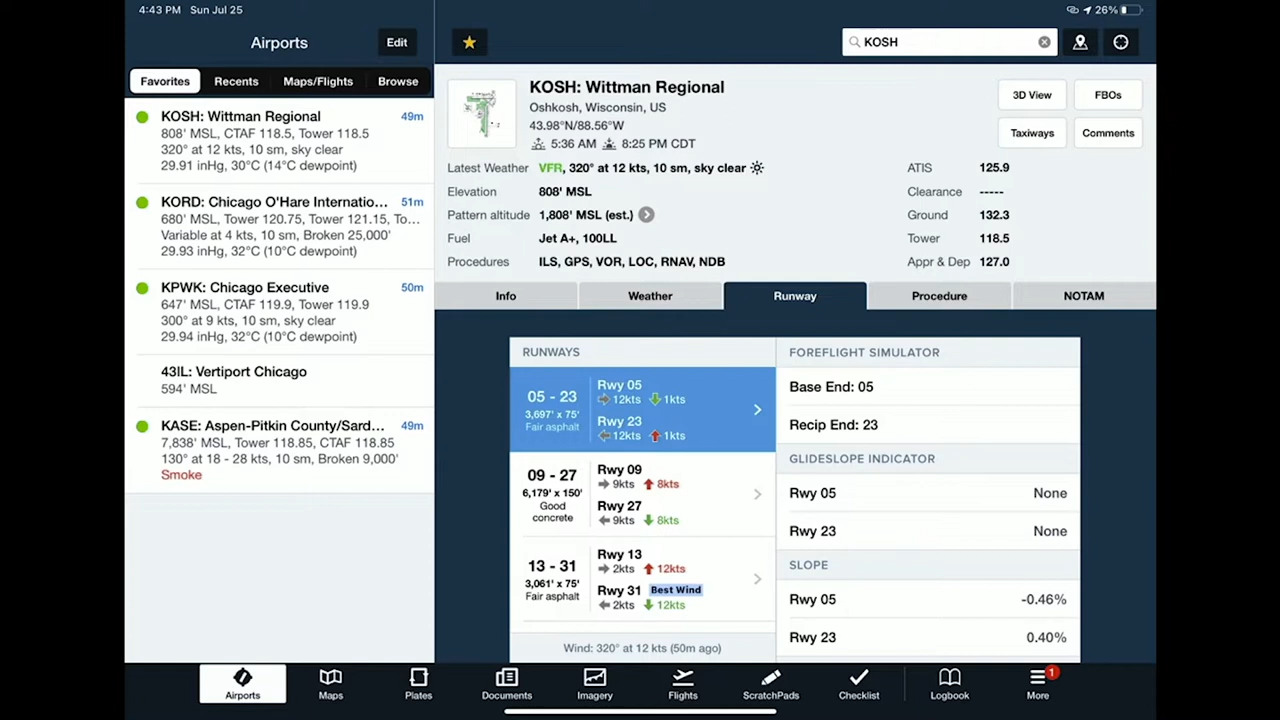 4:43 PM Sun Jul 25
26%
Airports
Edit
KOSH
Favorites
Recents
Maps/Flights
Browse
KOSH: Wittman Regional 49m
808' MSL, CTAF 118.5, Tower 118.5
320° at 12 kts, 10 sm, sky clear
29.91 inHg, 30°C (14°C dewpoint)
KORD: Chicago O'Hare Internatio... 51m
680' MSL, Tower 120.75, Tower 121.15, To...
Variable at 4 kts, 10 sm, Broken 25,000'
29.93 inHg, 32°C (10°C dewpoint)
KPWK: Chicago Executive 50m
647' MSL, CTAF 119.9, Tower 119.9
300° at 9 kts, 10 sm, sky clear
29.94 inHg, 32°C (10°C dewpoint)
43IL: Vertiport Chicago
594' MSL
KASE: Aspen-Pitkin County/Sard... 49m
7,838' MSL, Tower 118.85, CTAF 118.85
130° at 18 - 28 kts, 10 sm, Broken 9,000'
Smoke
KOSH: Wittman Regional
Oshkosh, Wisconsin, US
43.98°N/88.56°W
5:36 AM 8:25 PM CDT
3D View
FBOs
Taxiways
Comments
Latest Weather VFR, 320° at 12 kts, 10 sm, sky clear
Elevation 808' MSL
Pattern altitude 1,808' MSL (est.)
Fuel Jet A+, 100LL
Procedures ILS, GPS, VOR, LOC, RNAV, NDB
ATIS 125.9
Clearance -----
Ground 132.3
Tower 118.5
Appr & Dep 127.0
Info
Weather
Runway
Procedure
NOTAM
RUNWAYS
05 - 23
3,697' x 75'
Fair asphalt
Rwy 05
12kts 1kts
Rwy 23
12kts 1kts
09 - 27
6,179' x 150'
Good
concrete
Rwy 09
9kts 8kts
Rwy 27
9kts 8kts
13 - 31
3,061' x 75'
Fair asphalt
Rwy 13
2kts 12kts
Rwy 31 Best Wind
2kts 12kts
Wind: 320° at 12 kts (50m ago)
FOREFLIGHT SIMULATOR
Base End: 05
Recip End: 23
GLIDESLOPE INDICATOR
Rwy 05 None
Rwy 23 None
SLOPE
Rwy 05 -0.46%
Rwy 23 0.40%
Airports
Maps
Plates
Documents
Imagery
Flights
ScratchPads
Checklist
Logbook
1
More